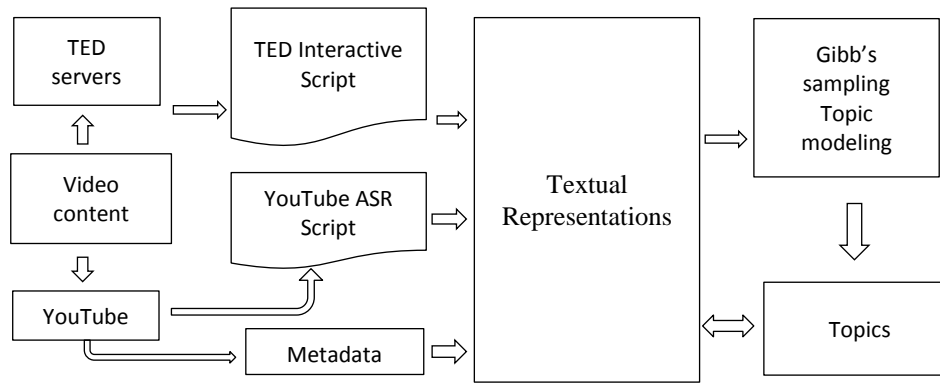 TED
servers
TED Interactive
Script
Gibb's
sampling
Topic
modeling
Video
content
YouTube ASR
Script
Textual
Representations
YouTube
Metadata
Topics